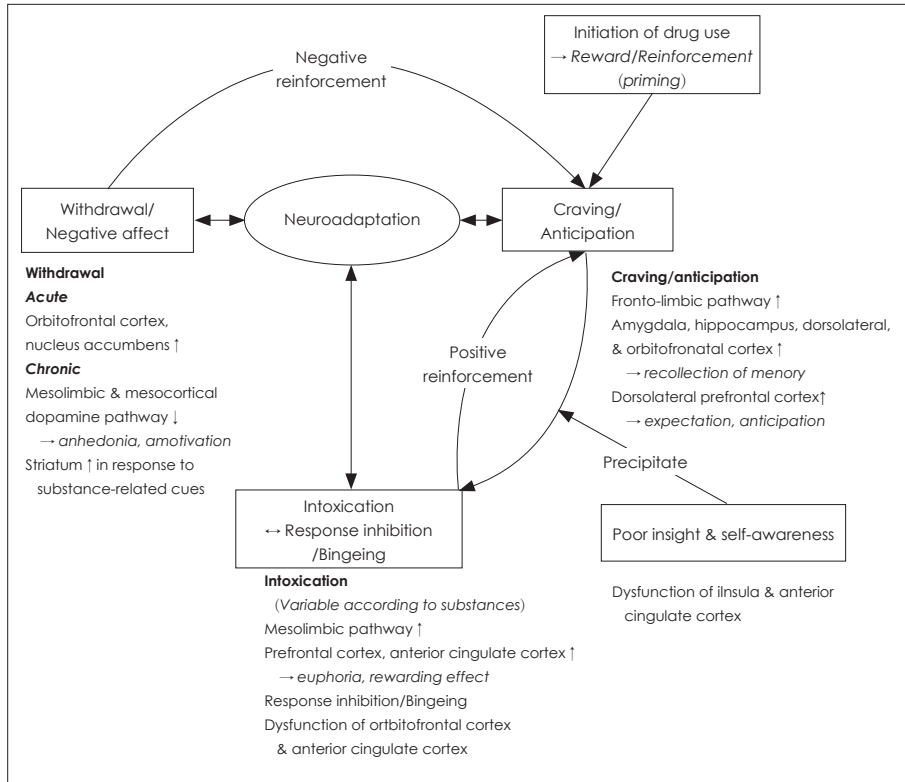 Initiation of drug use
→ Reward/Reinforcement
(priming)
Negative
reinforcement
Withdrawal/
Negative affect
Neuroadaptation
Craving/
Anticipation
Withdrawal
Acute
Orbitofrontal cortex,
nucleus accumbens ↑
Chronic
Mesolimbic & mesocortical
dopamine pathway ↓
→ anhedonia, amotivation
Striatum ↑ in response to
substance-related cues
Positive
reinforcement
Craving/anticipation
Fronto-limbic pathway ↑
Amygdala, hippocampus, dorsolateral,
& orbitofronatal cortex ↑
→ recollection of menory
Dorsolateral prefrontal cortex↑
→ expectation, anticipation
Precipitate
Intoxication
↔ Response inhibition
/Bingeing
Poor insight & self-awareness
Intoxication
(Variable according to substances)
Mesolimbic pathway ↑
Prefrontal cortex, anterior cingulate cortex ↑
→ euphoria, rewarding effect
Response inhibition/Bingeing
Dysfunction of ortbitofrontal cortex
& anterior cingulate cortex
Dysfunction of iInsula & anterior
cingulate cortex